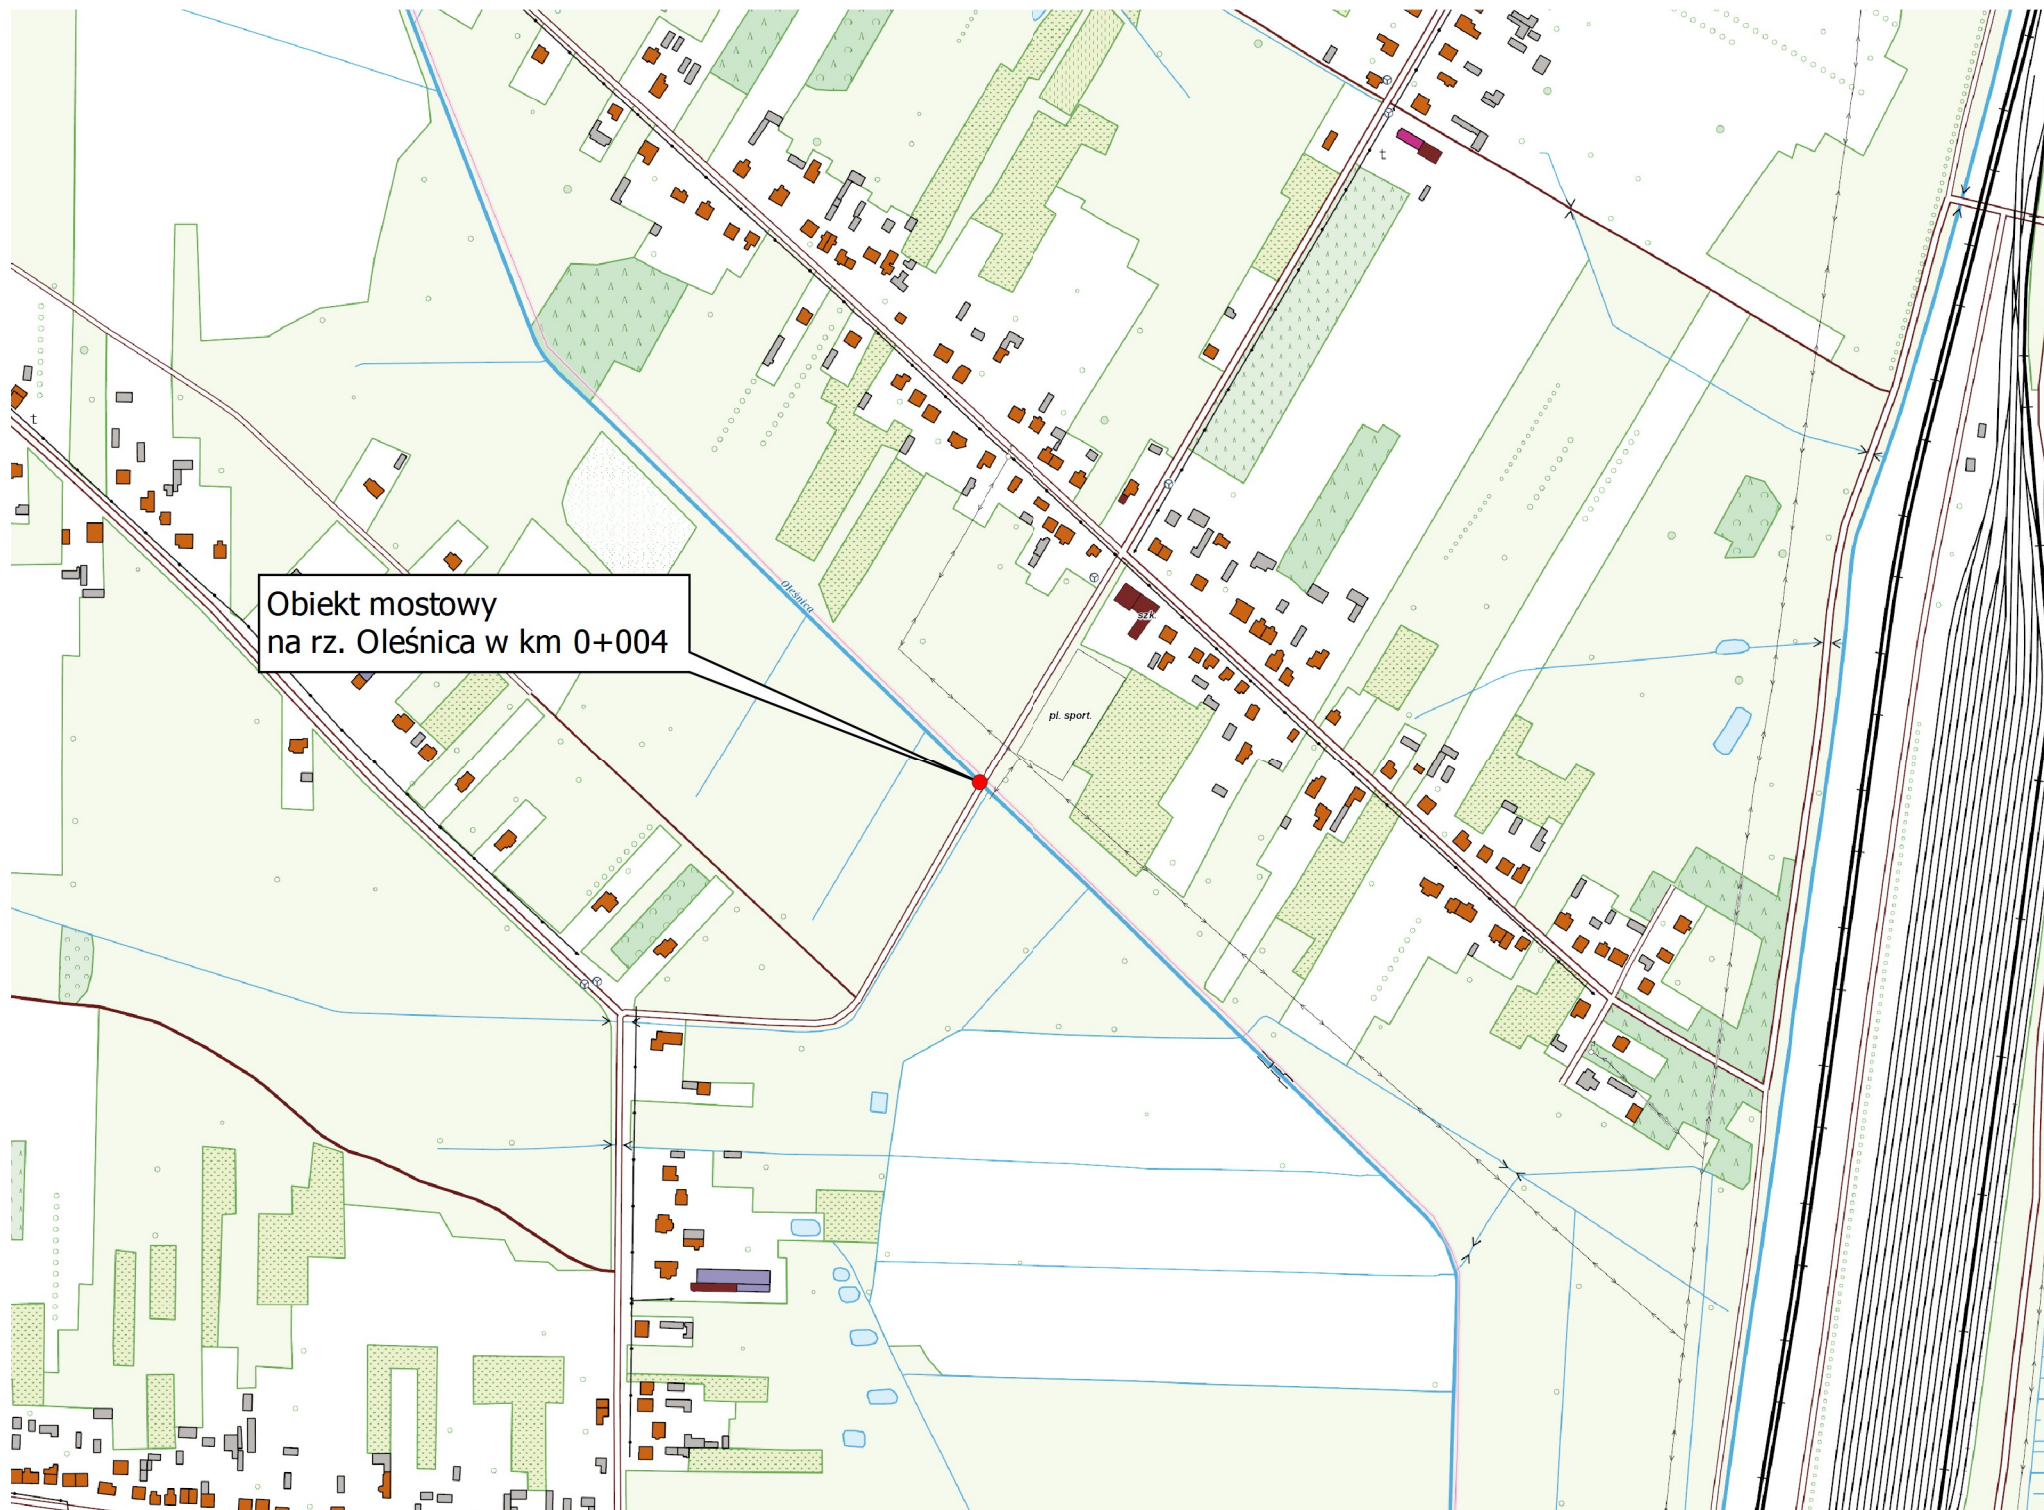 t
t
Oleśnica
Obiekt mostowy
na rz. Oleśnica w km 0+004
szk.
pl. sport.